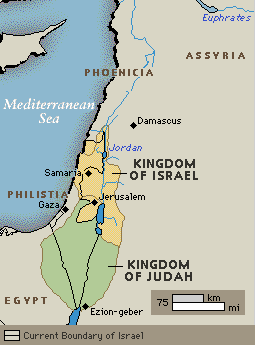 Euphrates
ASSYRIA
PHOENICIA
Mediterranean
Sea
Damascus
Jordan
KINGDOM
OF ISRAEL
Samaria
PHILISTIA
Jerusalem
Gaza
KINGDOM
OF JUDAH
EGYPT
Ezion-geber
75
km
mi
Current Boundary of Israel